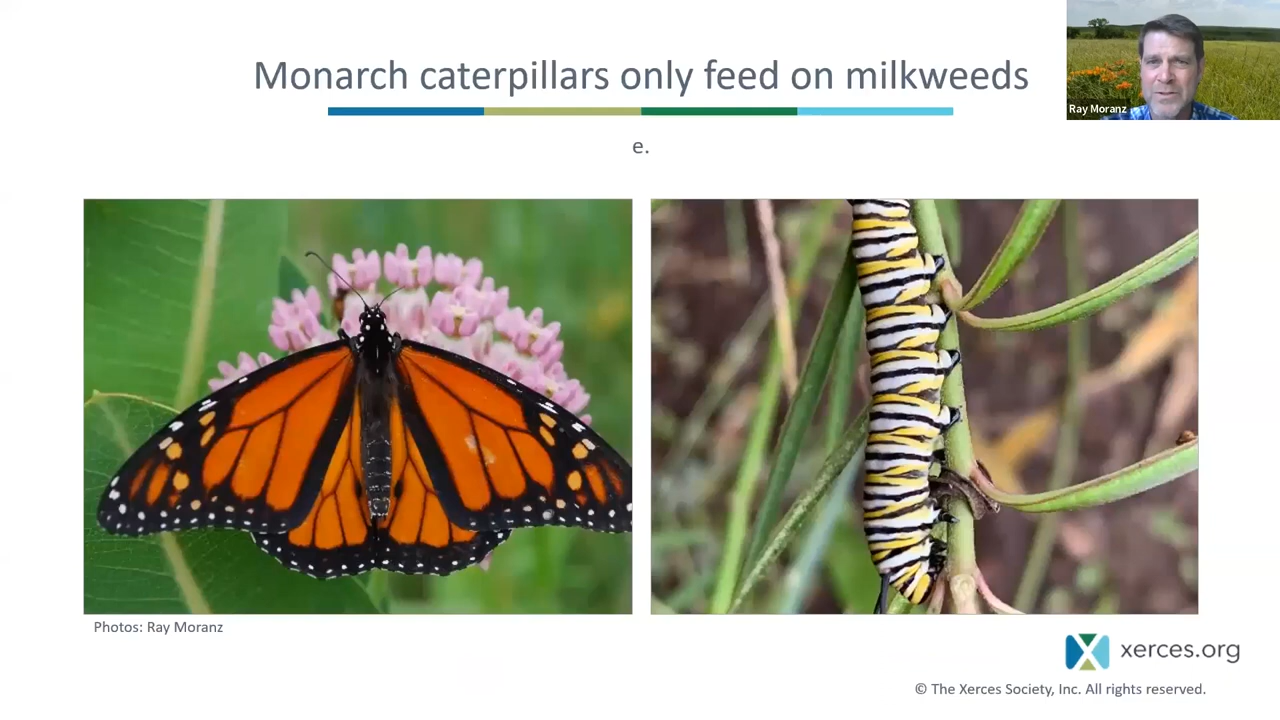 Monarch caterpillars only feed on milkweeds
Ray Moranz
e.
Photos: Ray Moranz
xerces.org
© The Xerces Society, Inc. All rights reserved.